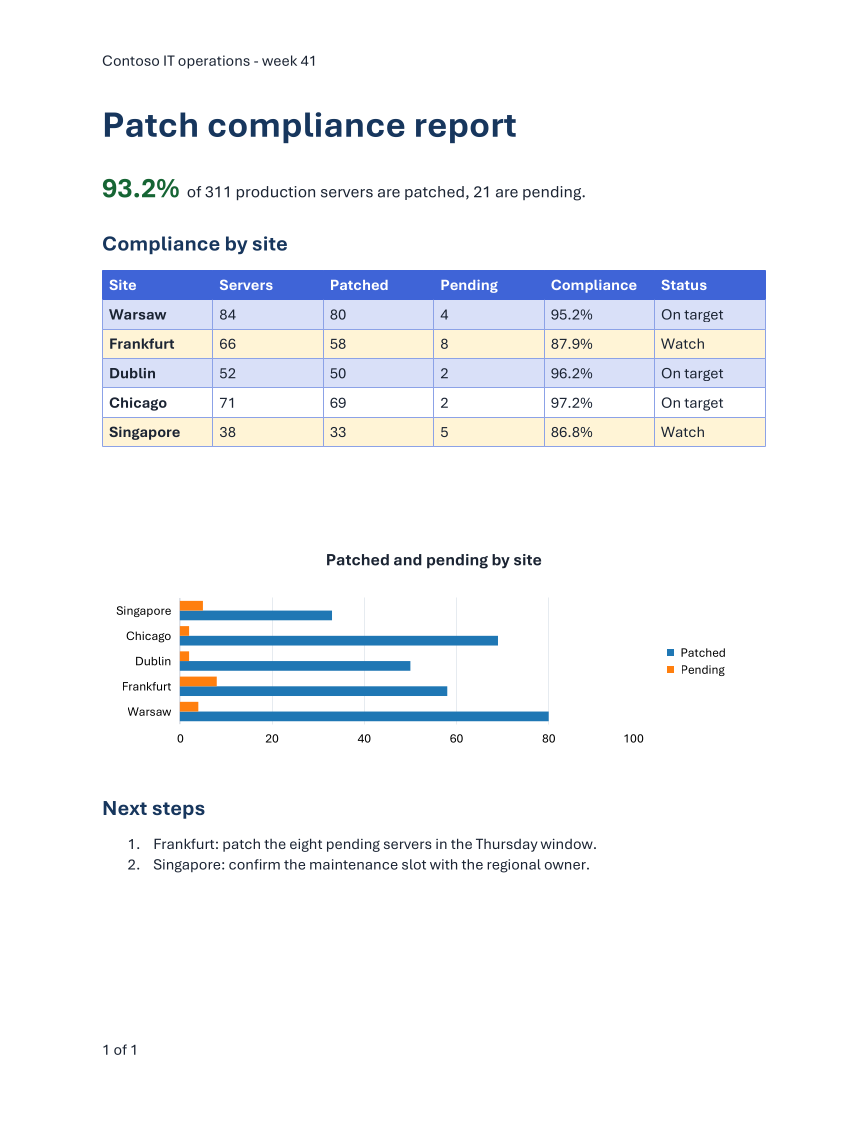 Contoso IT operations - week 41
Patch compliance report
93.2% of 311 production servers are patched, 21 are pending.
Compliance by site
Site Servers Patched Pending Compliance Status
Warsaw 84 80 4 95.2% On target
Frankfurt 66 58 8 87.9% Watch
Dublin 52 50 2 96.2% On target
Chicago 71 69 2 97.2% On target
Singapore 38 33 5 86.8% Watch
Patched and pending by site
Singapore
Chicago
Dublin
Frankfurt
Warsaw
0 20 40 60 80 100
Patched
Pending
Next steps
1. Frankfurt: patch the eight pending servers in the Thursday window.
2. Singapore: confirm the maintenance slot with the regional owner.
1 of 1